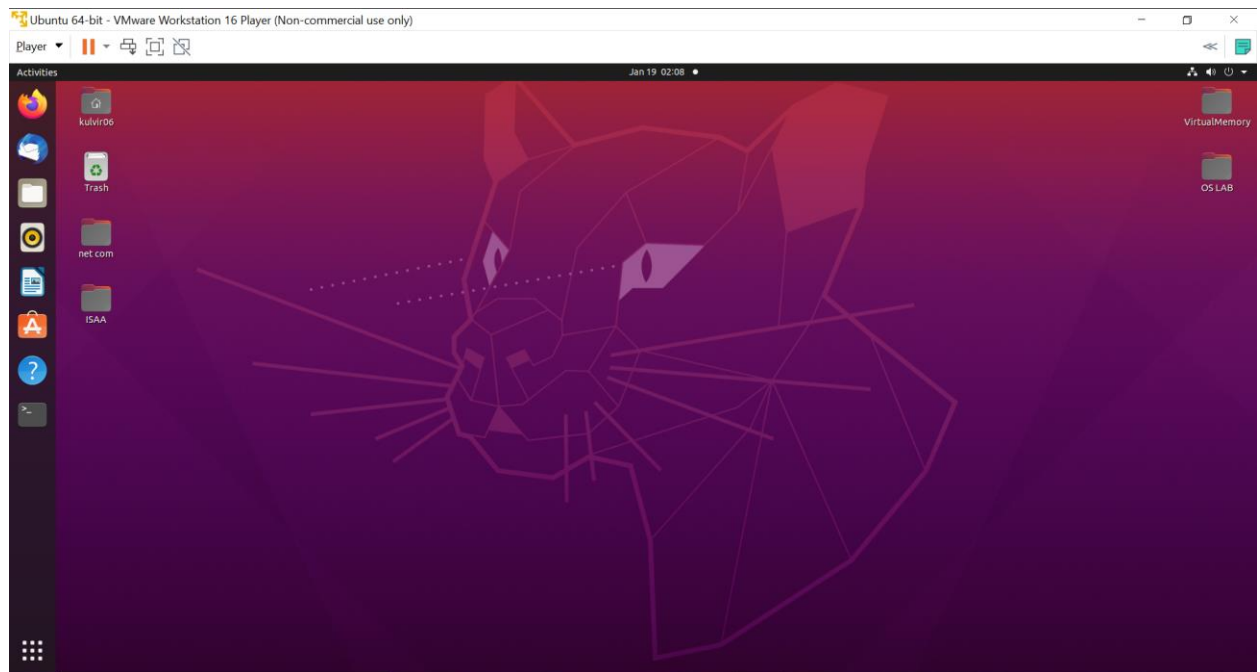 Ubuntu 64-bit - VMware Workstation 16 Player (Non-commercial use only)
Player
Activities
Jan 19 02:08
kulvir06
VirtualMemory
Trash
OS LAB
net com
ISAA